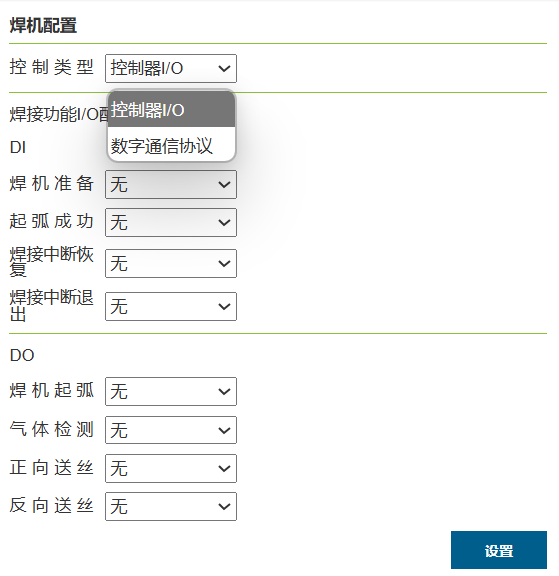 焊机配置
控制类型 控制器I/O
控制器I/O
焊接功能I/O
数字通信协议
DI
焊机准备 无
起弧成功 无
焊接中断恢复 无
焊接中断退出 无
DO
焊机起弧 无
气体检测 无
正向送丝 无
反向送丝 无
设置